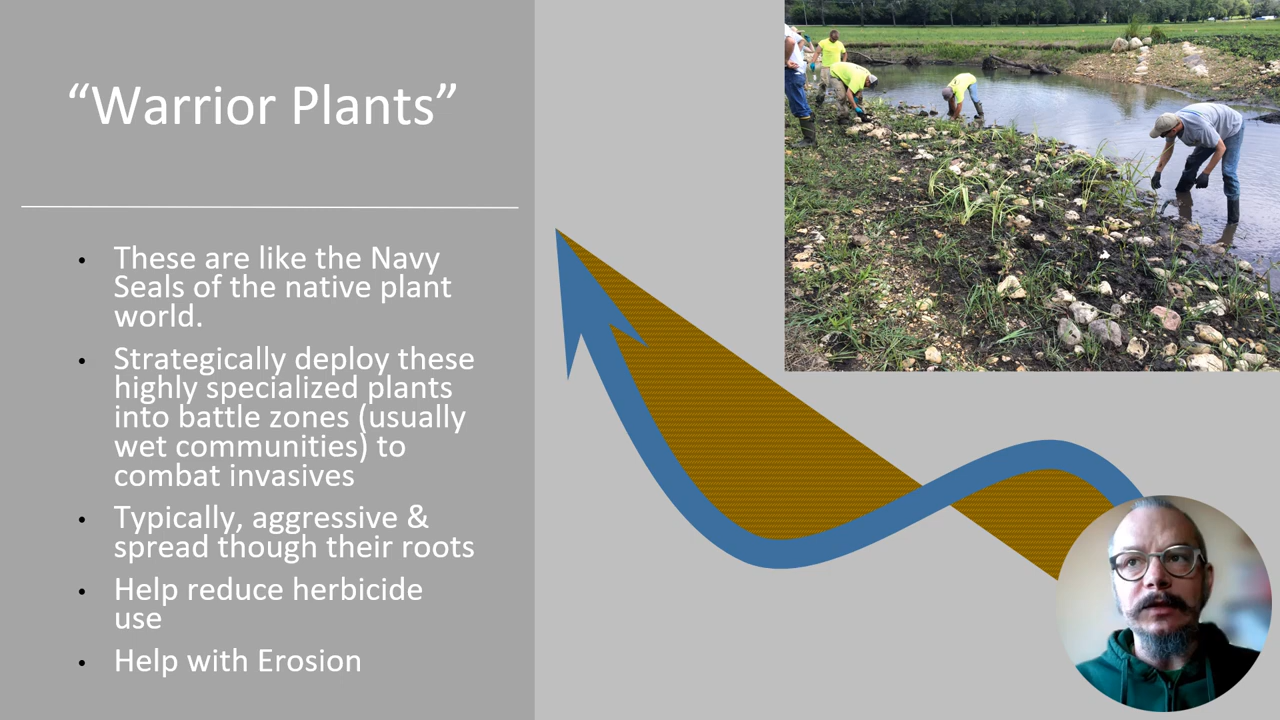 “Warrior Plants”
These are like the Navy
Seals of the native plant
world.
Strategically deploy these
highly specialized plants
into battle zones (usually
wet communities) to
combat invasives
Typically, aggressive &
spread though their roots
Help reduce herbicide
use
Help with Erosion